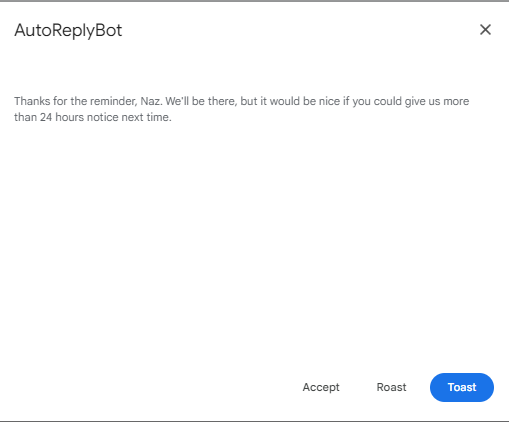 AutoReplyBot
Thanks for the reminder, Naz. We'll be there, but it would be nice if you could give us more
than 24 hours notice next time.
Accept Roast Toast